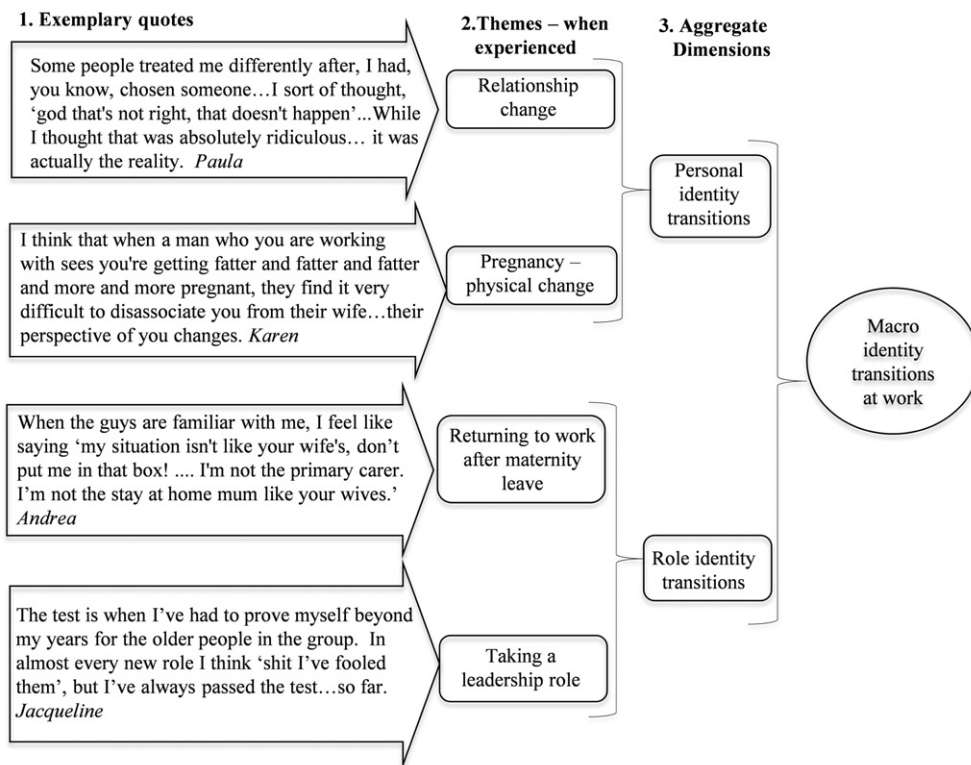 1. Exemplary quotes
2.Themes – when
experienced
3. Aggregate
Dimensions
Some people treated me differently after, I had,
you know, chosen someone…I sort of thought,
‘god that's not right, that doesn't happen’...While
I thought that was absolutely ridiculous… it was
actually the reality. Paula
Relationship
change
I think that when a man who you are working
with sees you're getting fatter and fatter and fatter
and more and more pregnant, they find it very
difficult to disassociate you from their wife…their
perspective of you changes. Karen
Pregnancy –
physical change
Personal
identity
transitions
When the guys are familiar with me, I feel like
saying ‘my situation isn't like your wife's, don’t
put me in that box! .... I'm not the primary carer.
I’m not the stay at home mum like your wives.’
Andrea
Returning to work
after maternity
leave
The test is when I’ve had to prove myself beyond
my years for the older people in the group. In
almost every new role I think ‘shit I’ve fooled
them’, but I’ve always passed the test…so far.
Jacqueline
Taking a
leadership role
Role identity
transitions
Macro
identity
transitions
at work